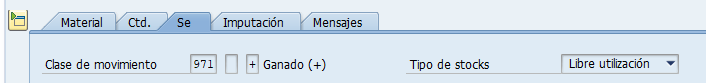 Material Ctd. Se Imputación Mensajes
Clase de movimiento 971 + Ganado (+) Tipo de stocks Libre utilización